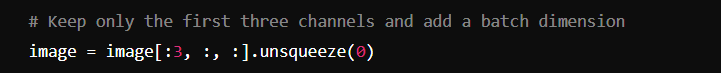 # Keep only the first three channels and add a batch dimension
image = image[:3, :, :].unsqueeze(0)